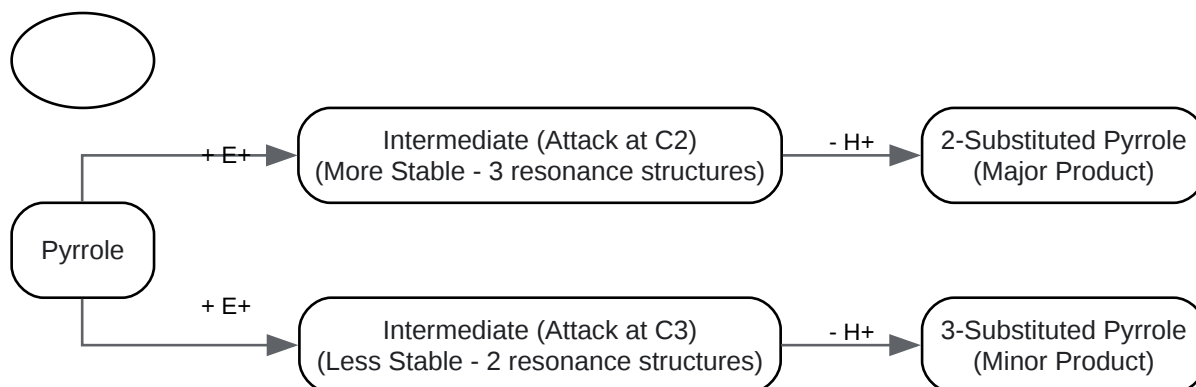 Intermediate (Attack at C2)
(More Stable - 3 resonance structures)
2-Substituted Pyrrole
(Major Product)
+ E+
- H+
Pyrrole
+ E+
Intermediate (Attack at C3)
(Less Stable - 2 resonance structures)
- H+
3-Substituted Pyrrole
(Minor Product)